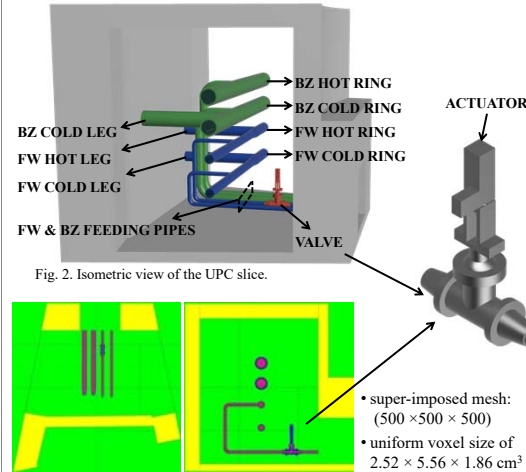 BZ HOT RING
BZ COLD RING
FW HOT RING
FW COLD RING
BZ COLD LEG
FW HOT LEG
FW COLD LEG
FW & BZ FEEDING PIPES
VALVE
ACTUATOR
Fig. 2. Isometric view of the UPC slice.
• super-imposed mesh:
(500 ×500 × 500)
• uniform voxel size of
2.52 × 5.56 × 1.86 cm³